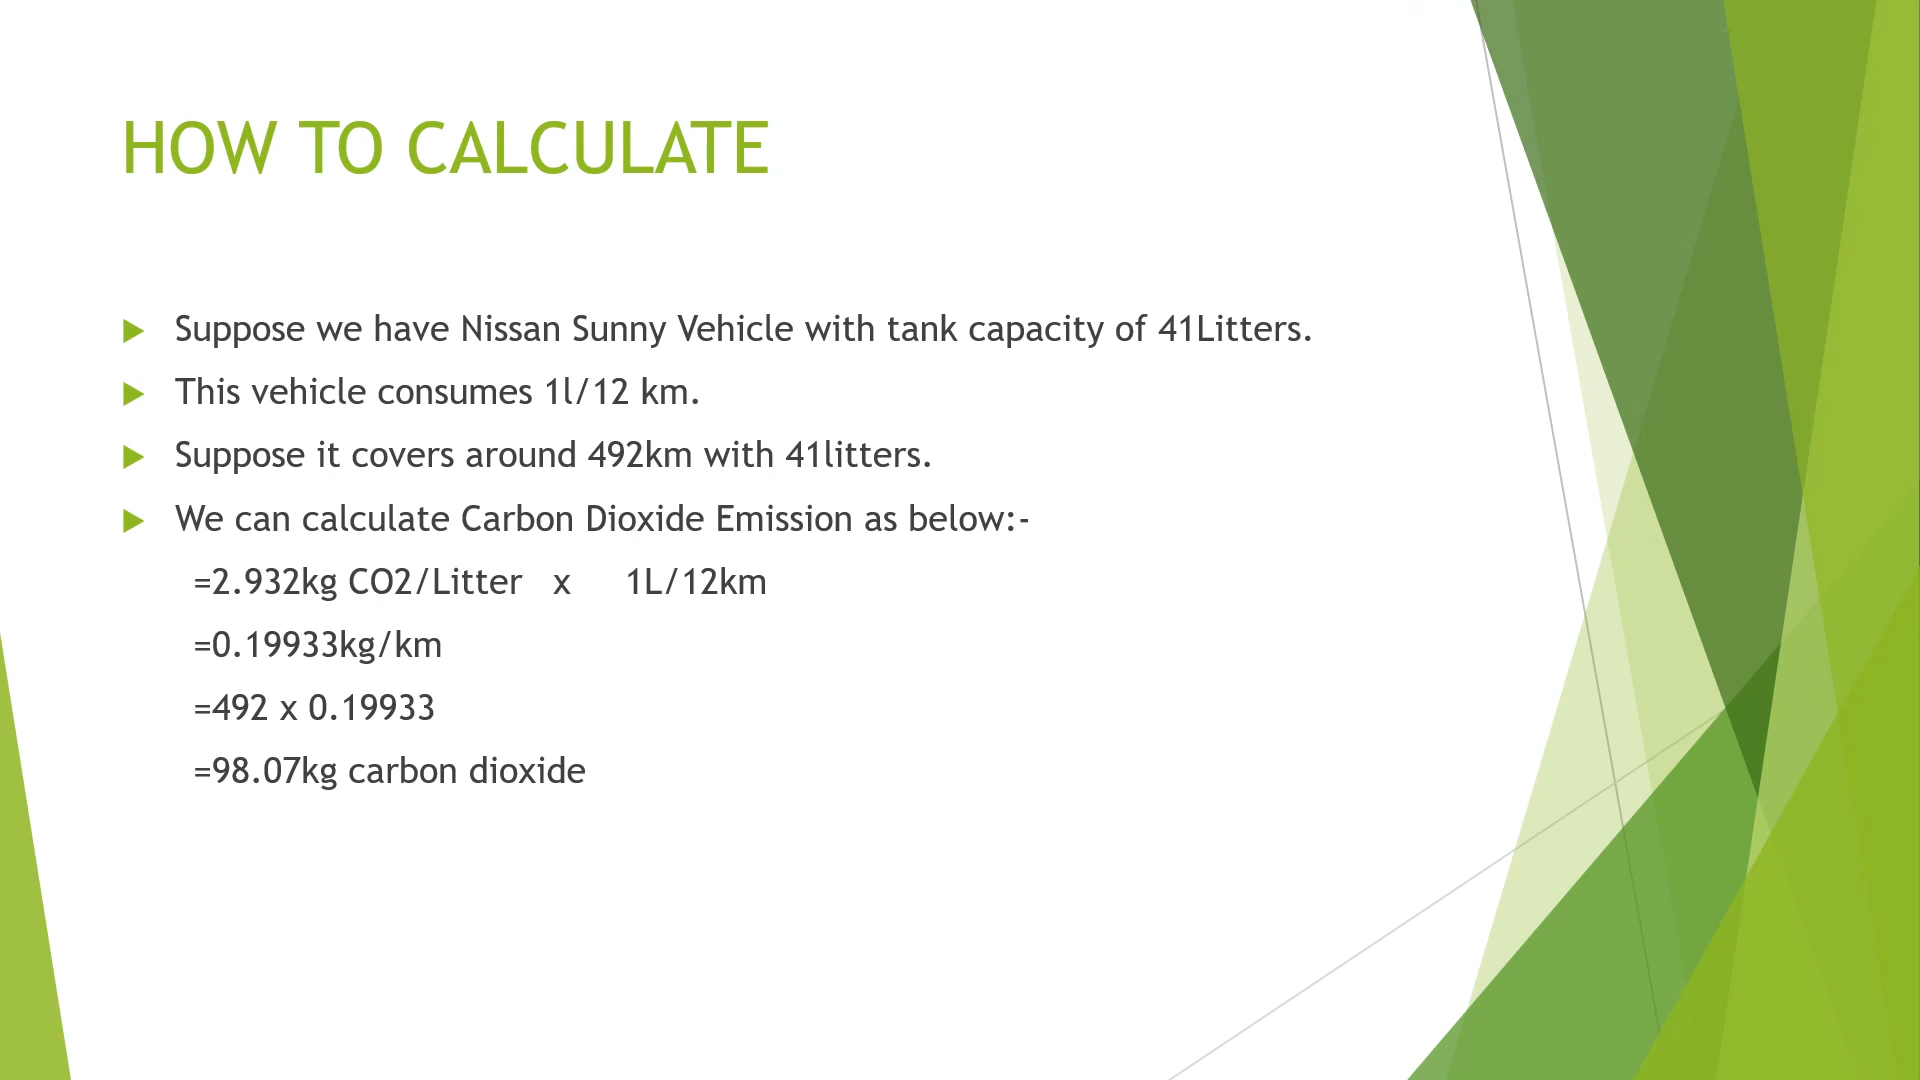 HOW TO CALCULATE
Suppose we have Nissan Sunny Vehicle with tank capacity of 41Litters.
This vehicle consumes 1l/12 km.
Suppose it covers around 492km with 41litters.
We can calculate Carbon Dioxide Emission as below:-
=2.932kg CO2/Litter x 1L/12km
=0.19933kg/km
=492 x 0.19933
=98.07kg carbon dioxide